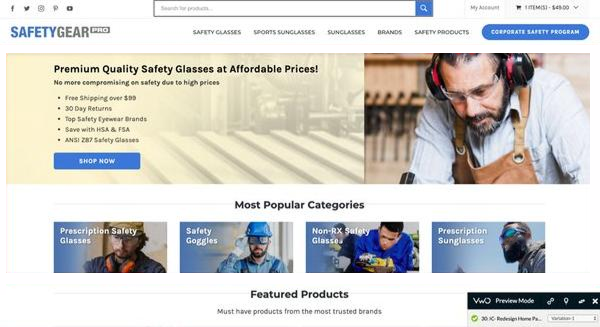 Search for products...
My Account
1 ITEM(S) - $49.00
SAFETYGEAR PRO
SAFETY GLASSES
SPORTS SUNGLASSES
SUNGLASSES
BRANDS
SAFETY PRODUCTS
CORPORATE SAFETY PROGRAM
Premium Quality Safety Glasses at Affordable Prices!
No more compromising on safety due to high prices
• Free Shipping over $99
• 30 Day Returns
• Top Safety Eyewear Brands
• Save with HSA & FSA
• ANSI Z87 Safety Glasses
SHOP NOW
Most Popular Categories
Prescription Safety
Glasses
Safety
Goggles
Non-RX Safety
Glasses
Prescription
Sunglasses
Featured Products
Must have products from the most trusted brands
VWO Preview Mode
30: IC- Redesign Home Pa...
Variation-1